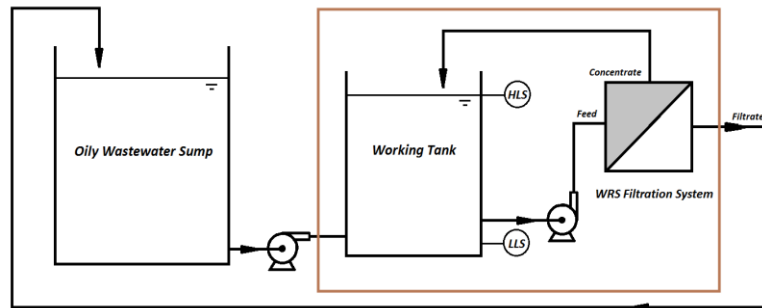 Concentrate
HLS
Feed
Filtrate
Oily Wastewater Sump
Working Tank
WRS Filtration System
LLS